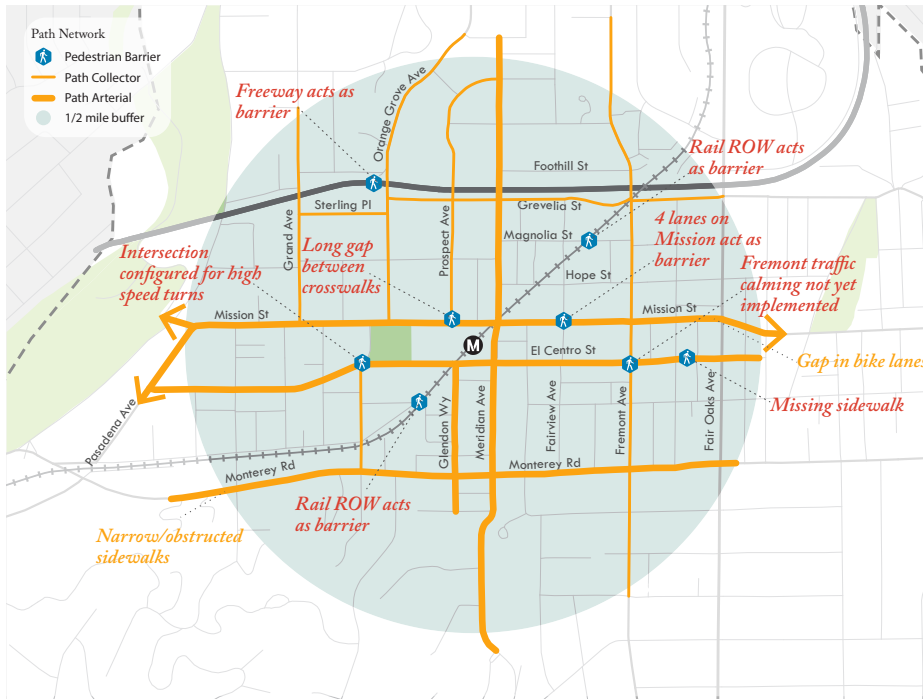 Path Network
Pedestrian Barrier
Path Collector
Path Arterial
1/2 mile buffer
Freeway acts as
barrier
Orange Grove Ave
Rail ROW acts
as barrier
Foothill St
Sterling Pl
Grevelia St
Grand Ave
Prospect Ave
Magnolia St
4 lanes on
Mission act as
barrier
Intersection
configured for high
speed turns
Long gap
between
crosswalks
Hope St
Fremont traffic
calming not yet
implemented
Mission St
Mission St
M
El Centro St
Gap in bike lanes
Pasadena Ave
Glendon Wy
Meridian Ave
Fairview Ave
Fremont Ave
Fair Oaks Ave
Missing sidewalk
Monterey Rd
Monterey Rd
Rail ROW acts
as barrier
Narrow/obstructed
sidewalks